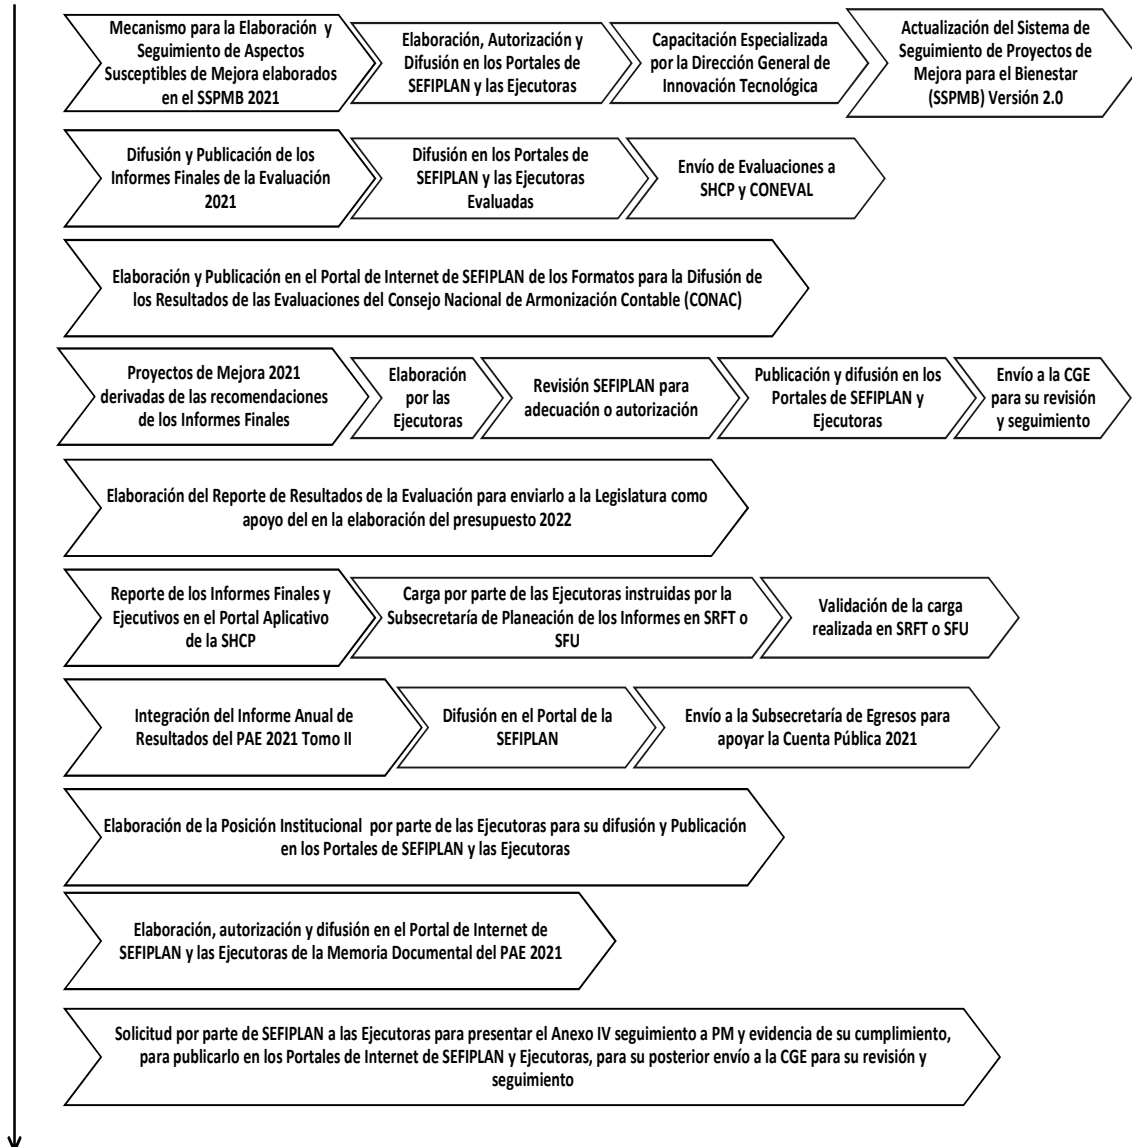 Mecanismo para la Elaboración y
Seguimiento de Aspectos
Susceptibles de Mejora elaborados
en el SSPMB 2021
Elaboración, Autorización y
Difusión en los Portales de
SEFIPLAN y las Ejecutoras
Capacitación Especializada
por la Dirección General de
Innovación Tecnológica
Actualización del Sistema de
Seguimiento de Proyectos de
Mejora para el Bienestar
(SSPMB) Versión 2.0
Difusión y Publicación de los
Informes Finales de la Evaluación
2021
Difusión en los Portales de
SEFIPLAN y las Ejecutoras
Evaluadas
Envío de Evaluaciones a
SHCP y CONEVAL
Elaboración y Publicación en el Portal de Internet de SEFIPLAN de los Formatos para la Difusión de
los Resultados de las Evaluaciones del Consejo Nacional de Armonización Contable (CONAC)
Proyectos de Mejora 2021
derivadas de las recomendaciones
de los Informes Finales
Elaboración
por las
Ejecutoras
Revisión SEFIPLAN para
adecuación o autorización
Publicación y difusión en los
Portales de SEFIPLAN y
Ejecutoras
Envío a la CGE
para su revisión
y seguimiento
Elaboración del Reporte de Resultados de la Evaluación para enviarlo a la Legislatura como
apoyo del en la elaboración del presupuesto 2022
Reporte de los Informes Finales y
Ejecutivos en el Portal Aplicativo
de la SHCP
Carga por parte de las Ejecutoras instruidas por la
Subsecretaría de Planeación de los Informes en SRFT o
SFU
Validación de la carga
realizada en SRFT o SFU
Integración del Informe Anual de
Resultados del PAE 2021 Tomo II
Difusión en el Portal de la
SEFIPLAN
Envío a la Subsecretaría de Egresos para
apoyar la Cuenta Pública 2021
Elaboración de la Posición Institucional por parte de las Ejecutoras para su difusión y Publicación
en los Portales de SEFIPLAN y las Ejecutoras
Elaboración, autorización y difusión en el Portal de Internet de
SEFIPLAN y las Ejecutoras de la Memoria Documental del PAE 2021
Solicitud por parte de SEFIPLAN a las Ejecutoras para presentar el Anexo IV seguimiento a PM y evidencia de su cumplimiento,
para publicarlo en los Portales de Internet de SEFIPLAN y Ejecutoras, para su posterior envío a la CGE para su revisión y
seguimiento